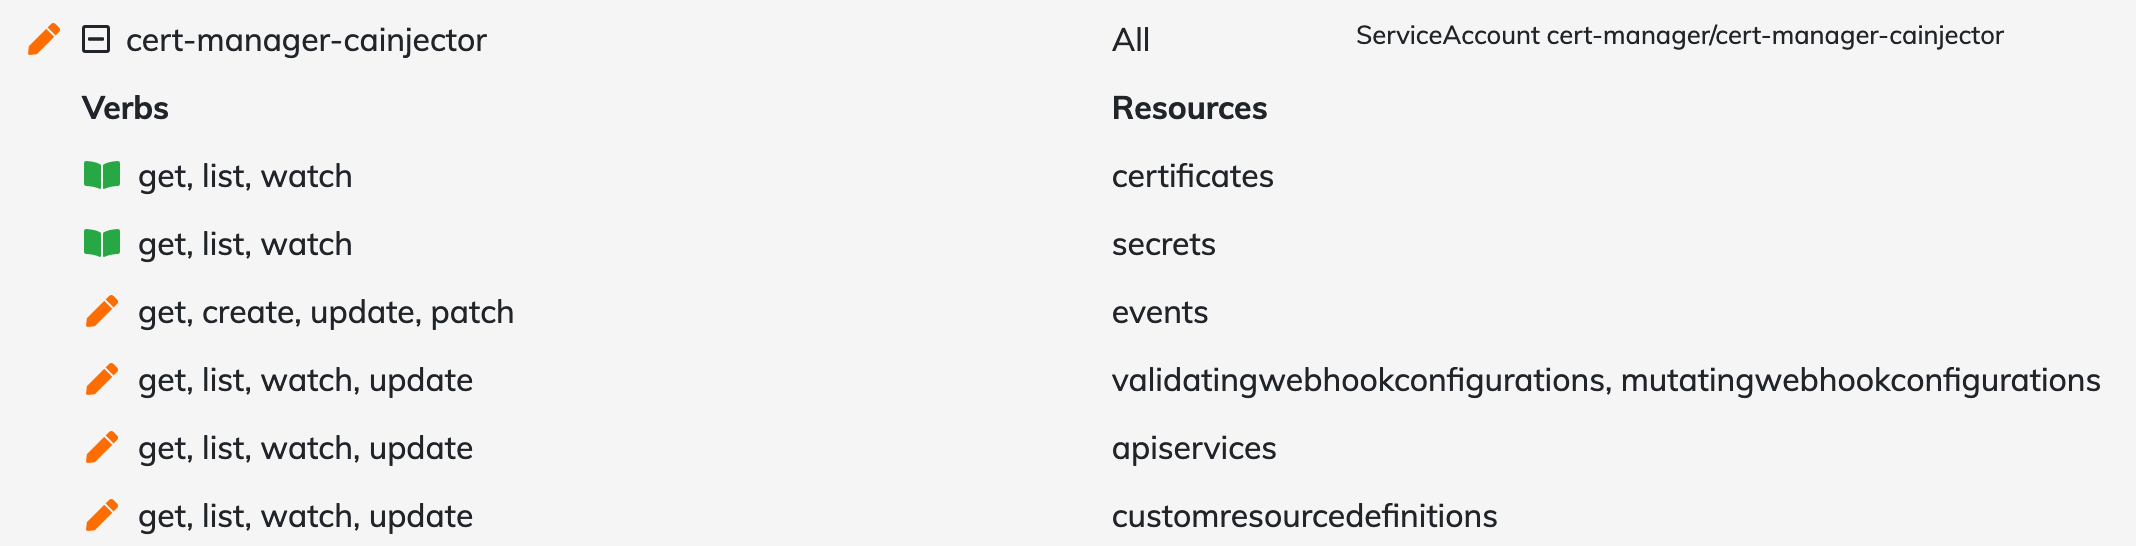 cert-manager-cainjector All ServiceAccount cert-manager/cert-manager-cainjector
Verbs Resources
get, list, watch certificates
get, list, watch secrets
get, create, update, patch events
get, list, watch, update validatingwebhookconfigurations, mutatingwebhookconfigurations
get, list, watch, update apiservices
get, list, watch, update customresourcedefinitions